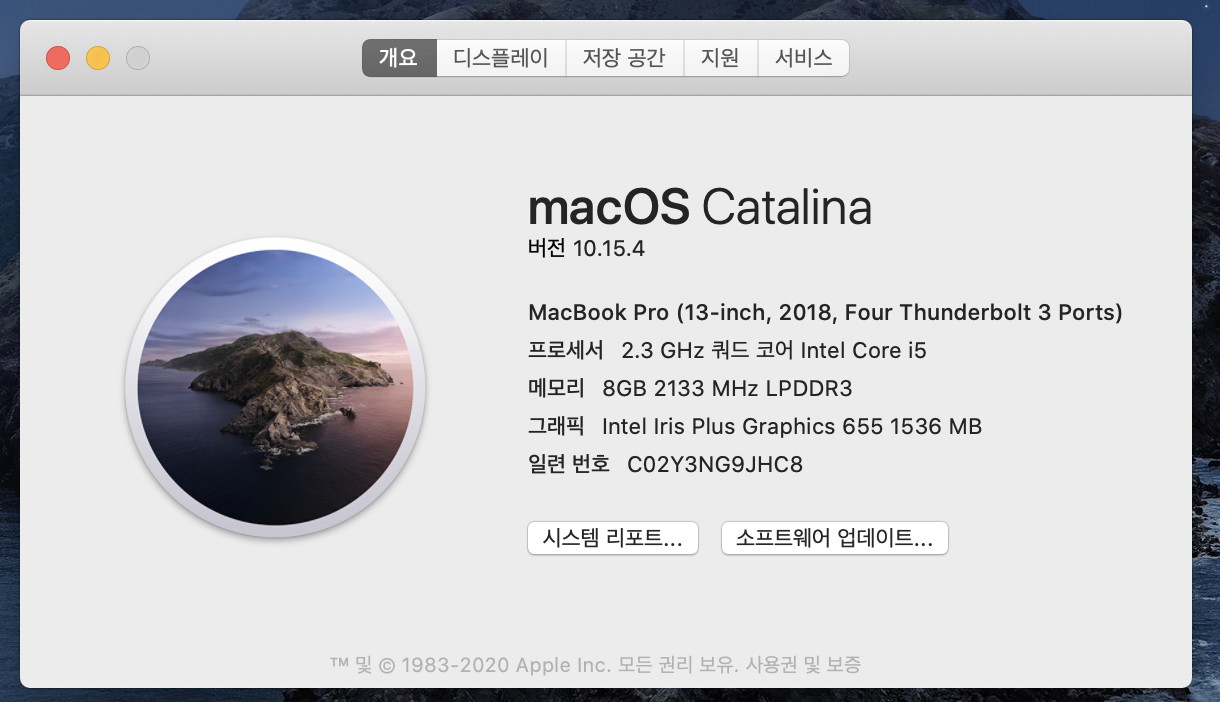 개요 디스플레이 저장 공간 지원 서비스
macOS Catalina
버전 10.15.4
MacBook Pro (13-inch, 2018, Four Thunderbolt 3 Ports)
프로세서 2.3 GHz 쿼드 코어 Intel Core i5
메모리 8GB 2133 MHz LPDDR3
그래픽 Intel Iris Plus Graphics 655 1536 MB
일련 번호 C02Y3NG9JHC8
시스템 리포트... 소프트웨어 업데이트...
™ 및 © 1983-2020 Apple Inc. 모든 권리 보유. 사용권 및 보증